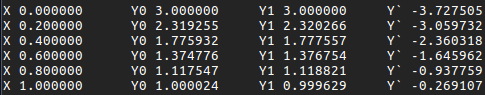 X 0.000000 Y0 3.000000 Y1 3.000000 Y` -3.727505
X 0.200000 Y0 2.319255 Y1 2.320266 Y` -3.059732
X 0.400000 Y0 1.775932 Y1 1.777557 Y` -2.360318
X 0.600000 Y0 1.374776 Y1 1.376754 Y` -1.645962
X 0.800000 Y0 1.117547 Y1 1.118821 Y` -0.937759
X 1.000000 Y0 1.000024 Y1 0.999629 Y` -0.269107